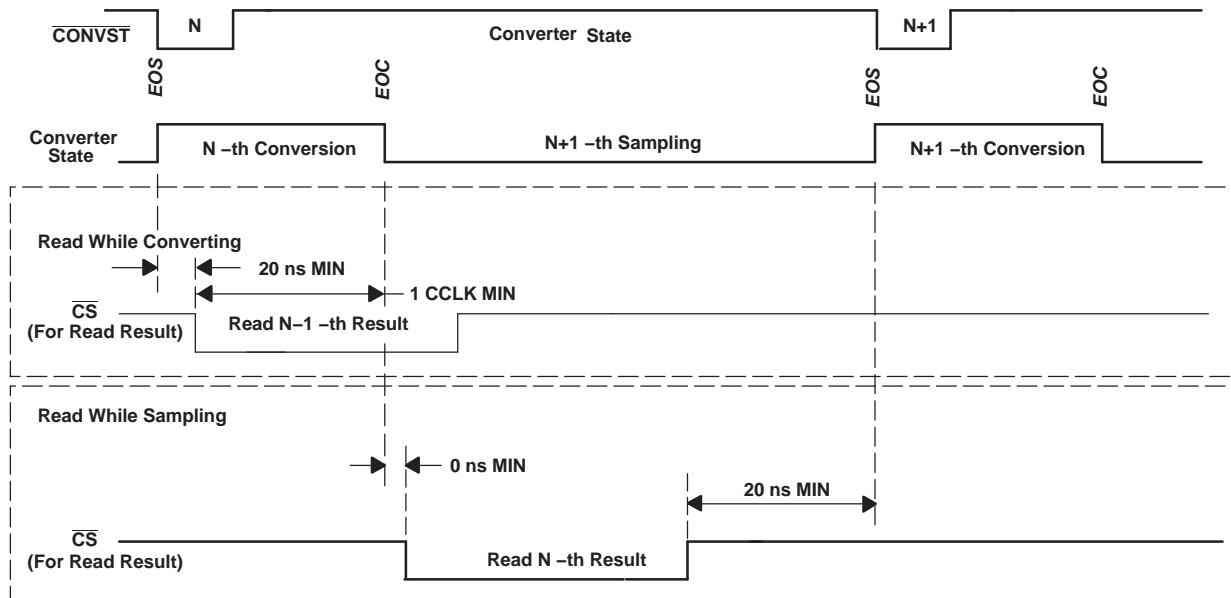 CONVST
N
Converter State
N+1
EOS
EOC
EOS
EOC
Converter
State
N –th Conversion
N+1 –th Sampling
N+1 –th Conversion
Read While Converting
20 ns MIN
1 CCLK MIN
CS
(For Read Result)
Read N–1 –th Result
Read While Sampling
0 ns MIN
20 ns MIN
CS
(For Read Result)
Read N –th Result